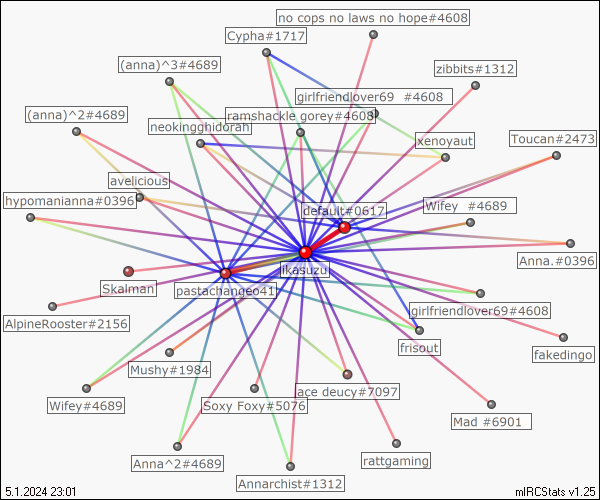 no cops no laws no hope#4608
Cypha#1717
(anna)^3#4689
zibbits#1312
girlfriendlover69 #4608
(anna)^2#4689
ramshackle gorey#4608
neokingghidorah
xenoyaut
Toucan#2473
avelicious
hypomanianna#0396
default#0617
Wifey #4689
Anna.#0396
ikasuzu
Skalman
pastachangeo41
girlfriendlover69#4608
AlpineRooster#2156
frisout
fakedingo
Mushy#1984
ace deucy#7097
Wifey#4689
Soxy Foxy#5076
Mad #6901
Anna^2#4689
rattgaming
Annarchist#1312
5.1.2024 23:01
mIRCStats v1.25